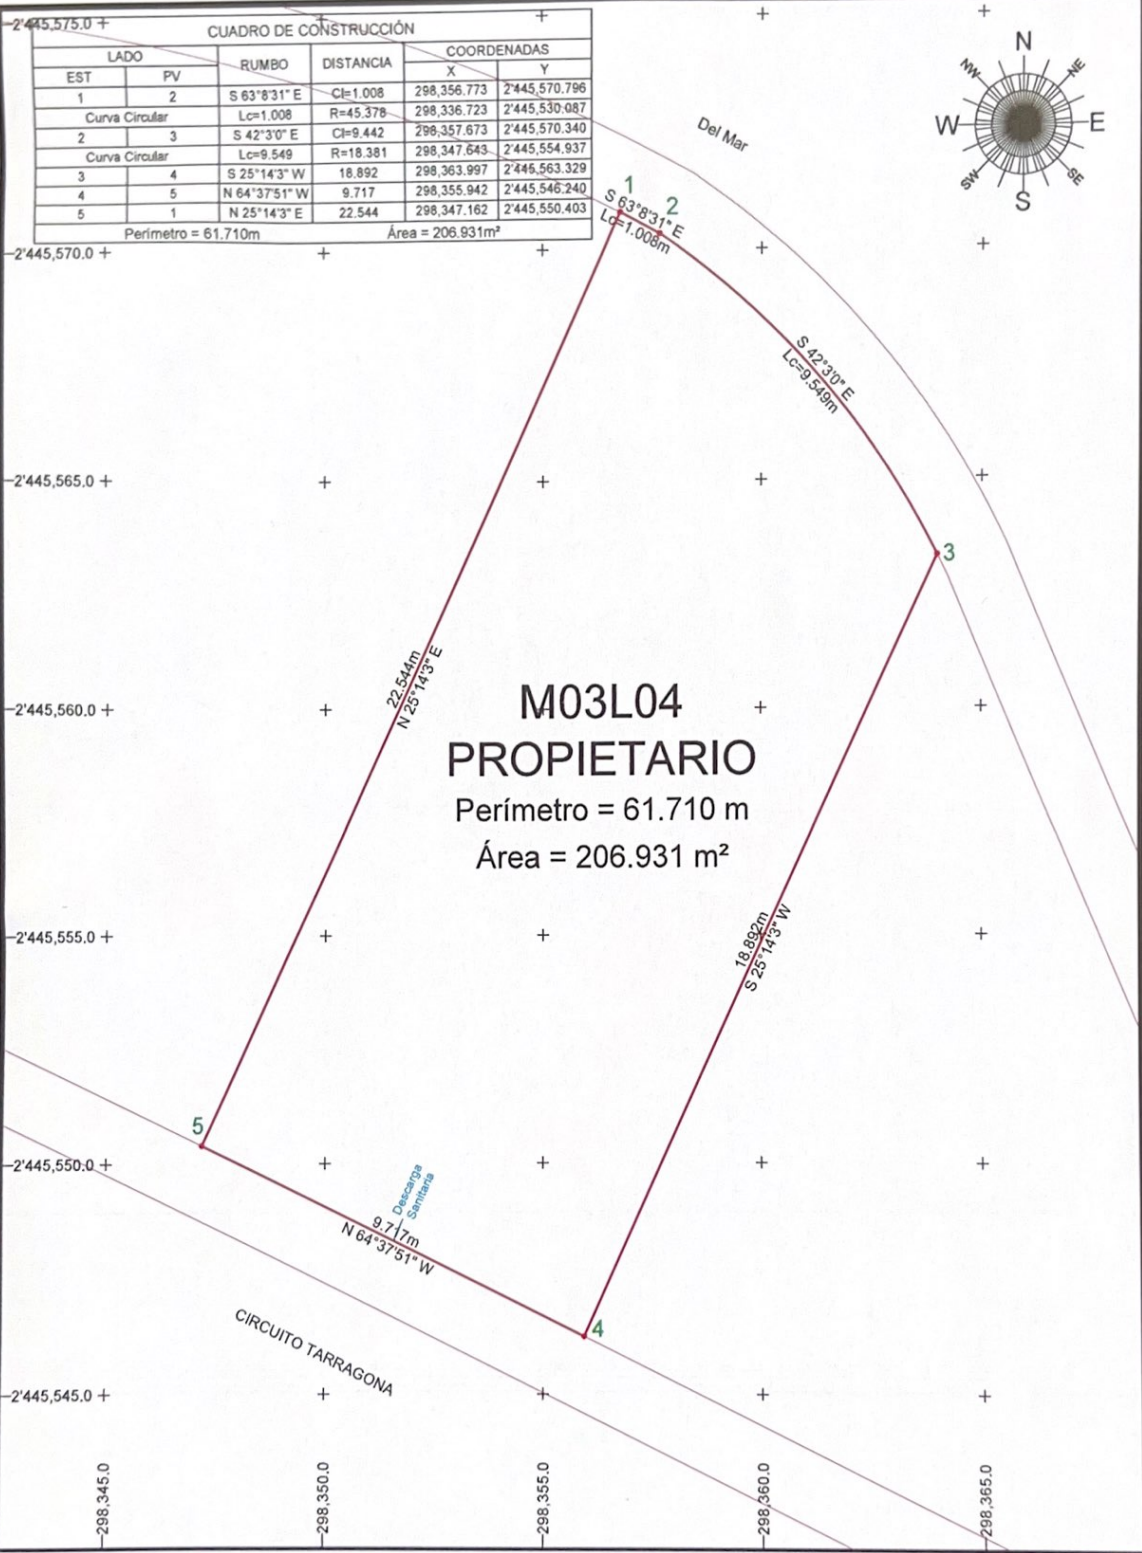 2'445,575.0
CUADRO DE CONSTRUCCIÓN
LADO RUMBO DISTANCIA COORDENADAS
EST PV X Y
1 2 S 63°8'31" E Cl=1.008 298,356.773 2'445,570.796
Curva Circular Lc=1.008 R=45.378 298,336.723 2'445,530.087
2 3 S 42°3'0" E Cl=9.442 298,357.673 2'445,570.340
Curva Circular Lc=9.549 R=18.381 298,347.643 2'445,554.937
3 4 S 25°14'3" W 18.892 298,363.997 2'445,563.329
4 5 N 64°37'51" W 9.717 298,355.942 2'445,546.240
5 1 N 25°14'3" E 22.544 298,347.162 2'445,550.403
Perímetro = 61.710m Área = 206.931m²
N
NW NE
W E
SW SE
S
Del Mar
1
S 63°8'31" E
Lc=1.008m
2
2'445,570.0
S 42°3'0" E
Lc=9.549m
2'445,565.0
3
22.544m
N 25°14'3" E
M03L04
2'445,560.0
PROPIETARIO
Perímetro = 61.710 m
Área = 206.931 m²
18.892m
S 25°14'3" W
2'445,555.0
5
2'445,550.0
Descarga
Sanitaria
9.717m
N 64°37'51" W
4
CIRCUITO TARRAGONA
2'445,545.0
298,345.0 298,350.0 298,355.0 298,360.0 298,365.0